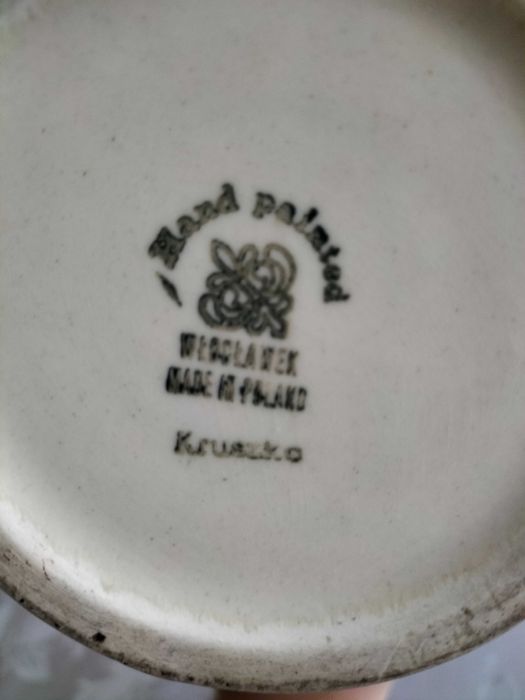 Hand Painted
WŁOCŁAWEK
MADE IN POLAND
Kruszko